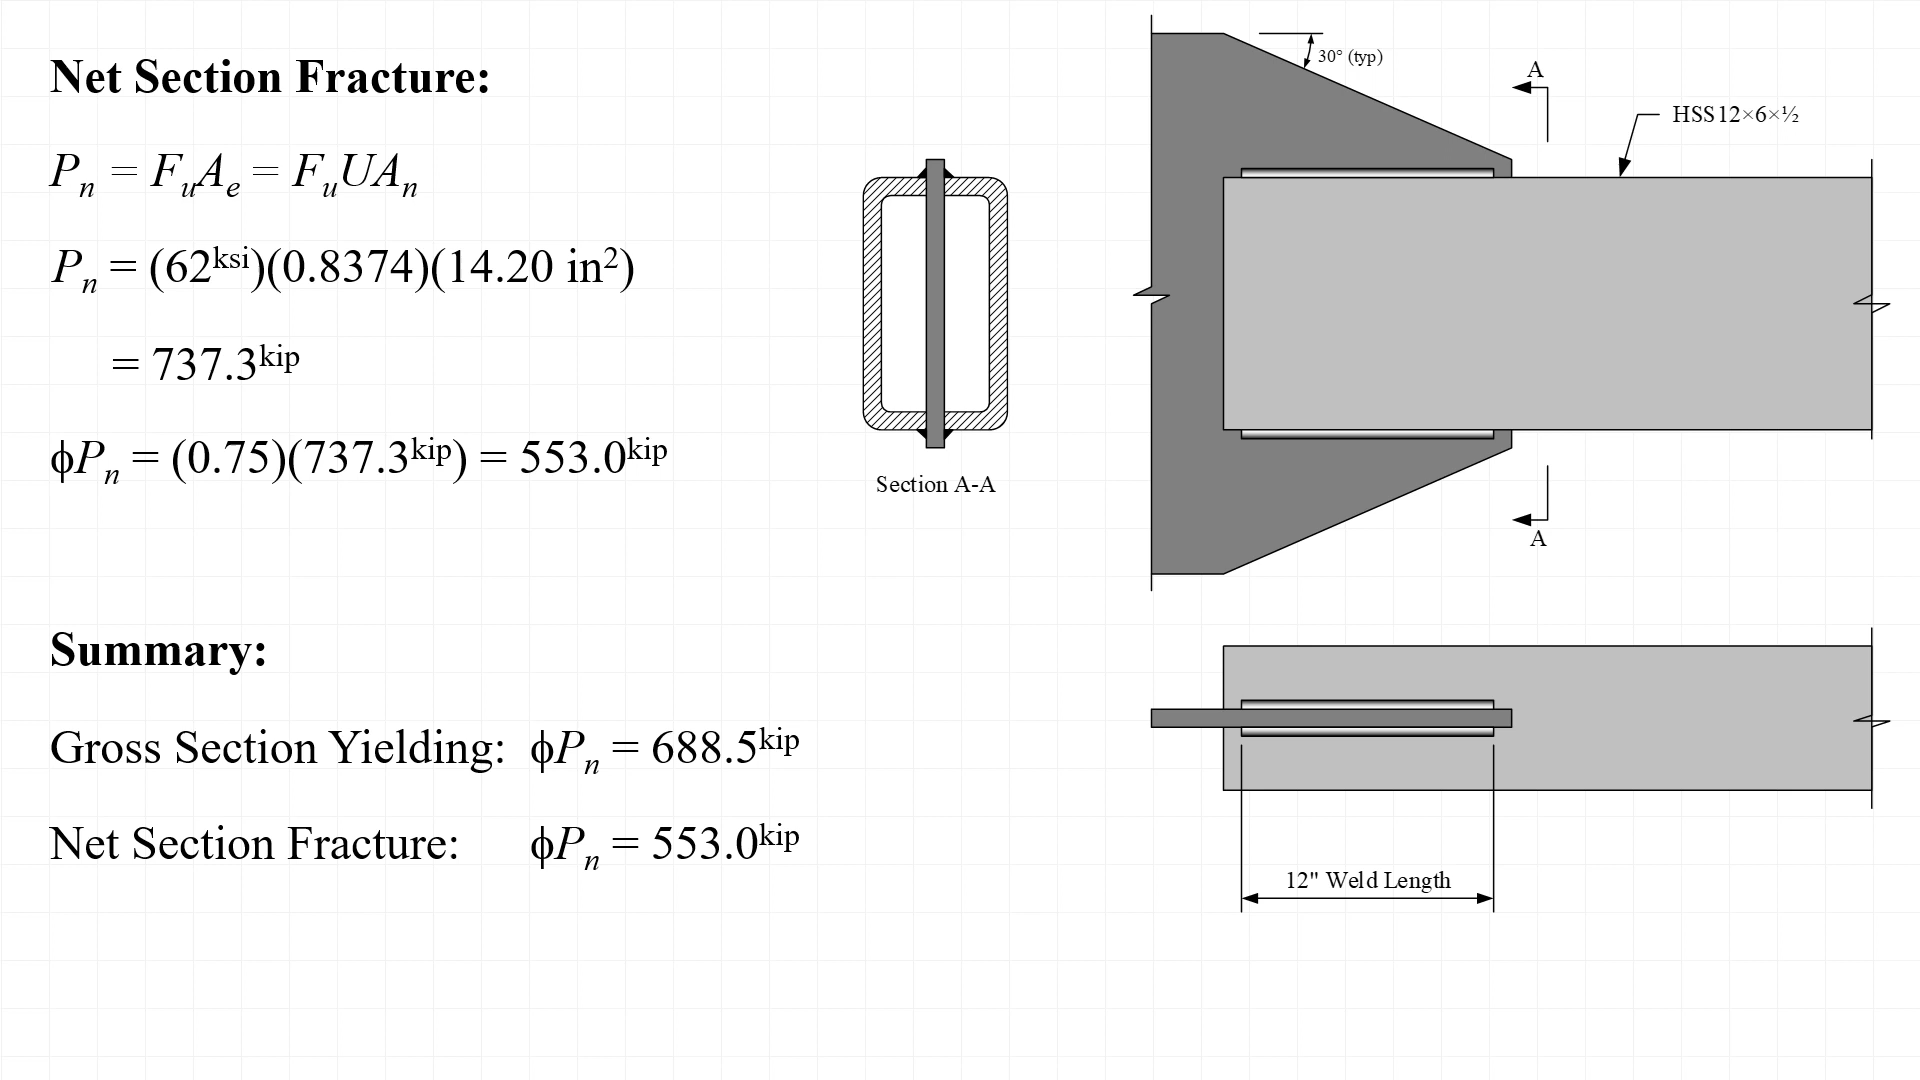 Net Section Fracture:
Pₙ = FᵤAₑ = FᵤUAₙ
Pₙ = (62ᵏˢⁱ)(0.8374)(14.20 in²)
= 737.3ᵏⁱᵖ
ϕPₙ = (0.75)(737.3ᵏⁱᵖ) = 553.0ᵏⁱᵖ
Summary:
Gross Section Yielding: ϕPₙ = 688.5ᵏⁱᵖ
Net Section Fracture: ϕPₙ = 553.0ᵏⁱᵖ
Section A-A
30° (typ)
A
HSS12×6×½
A
12" Weld Length